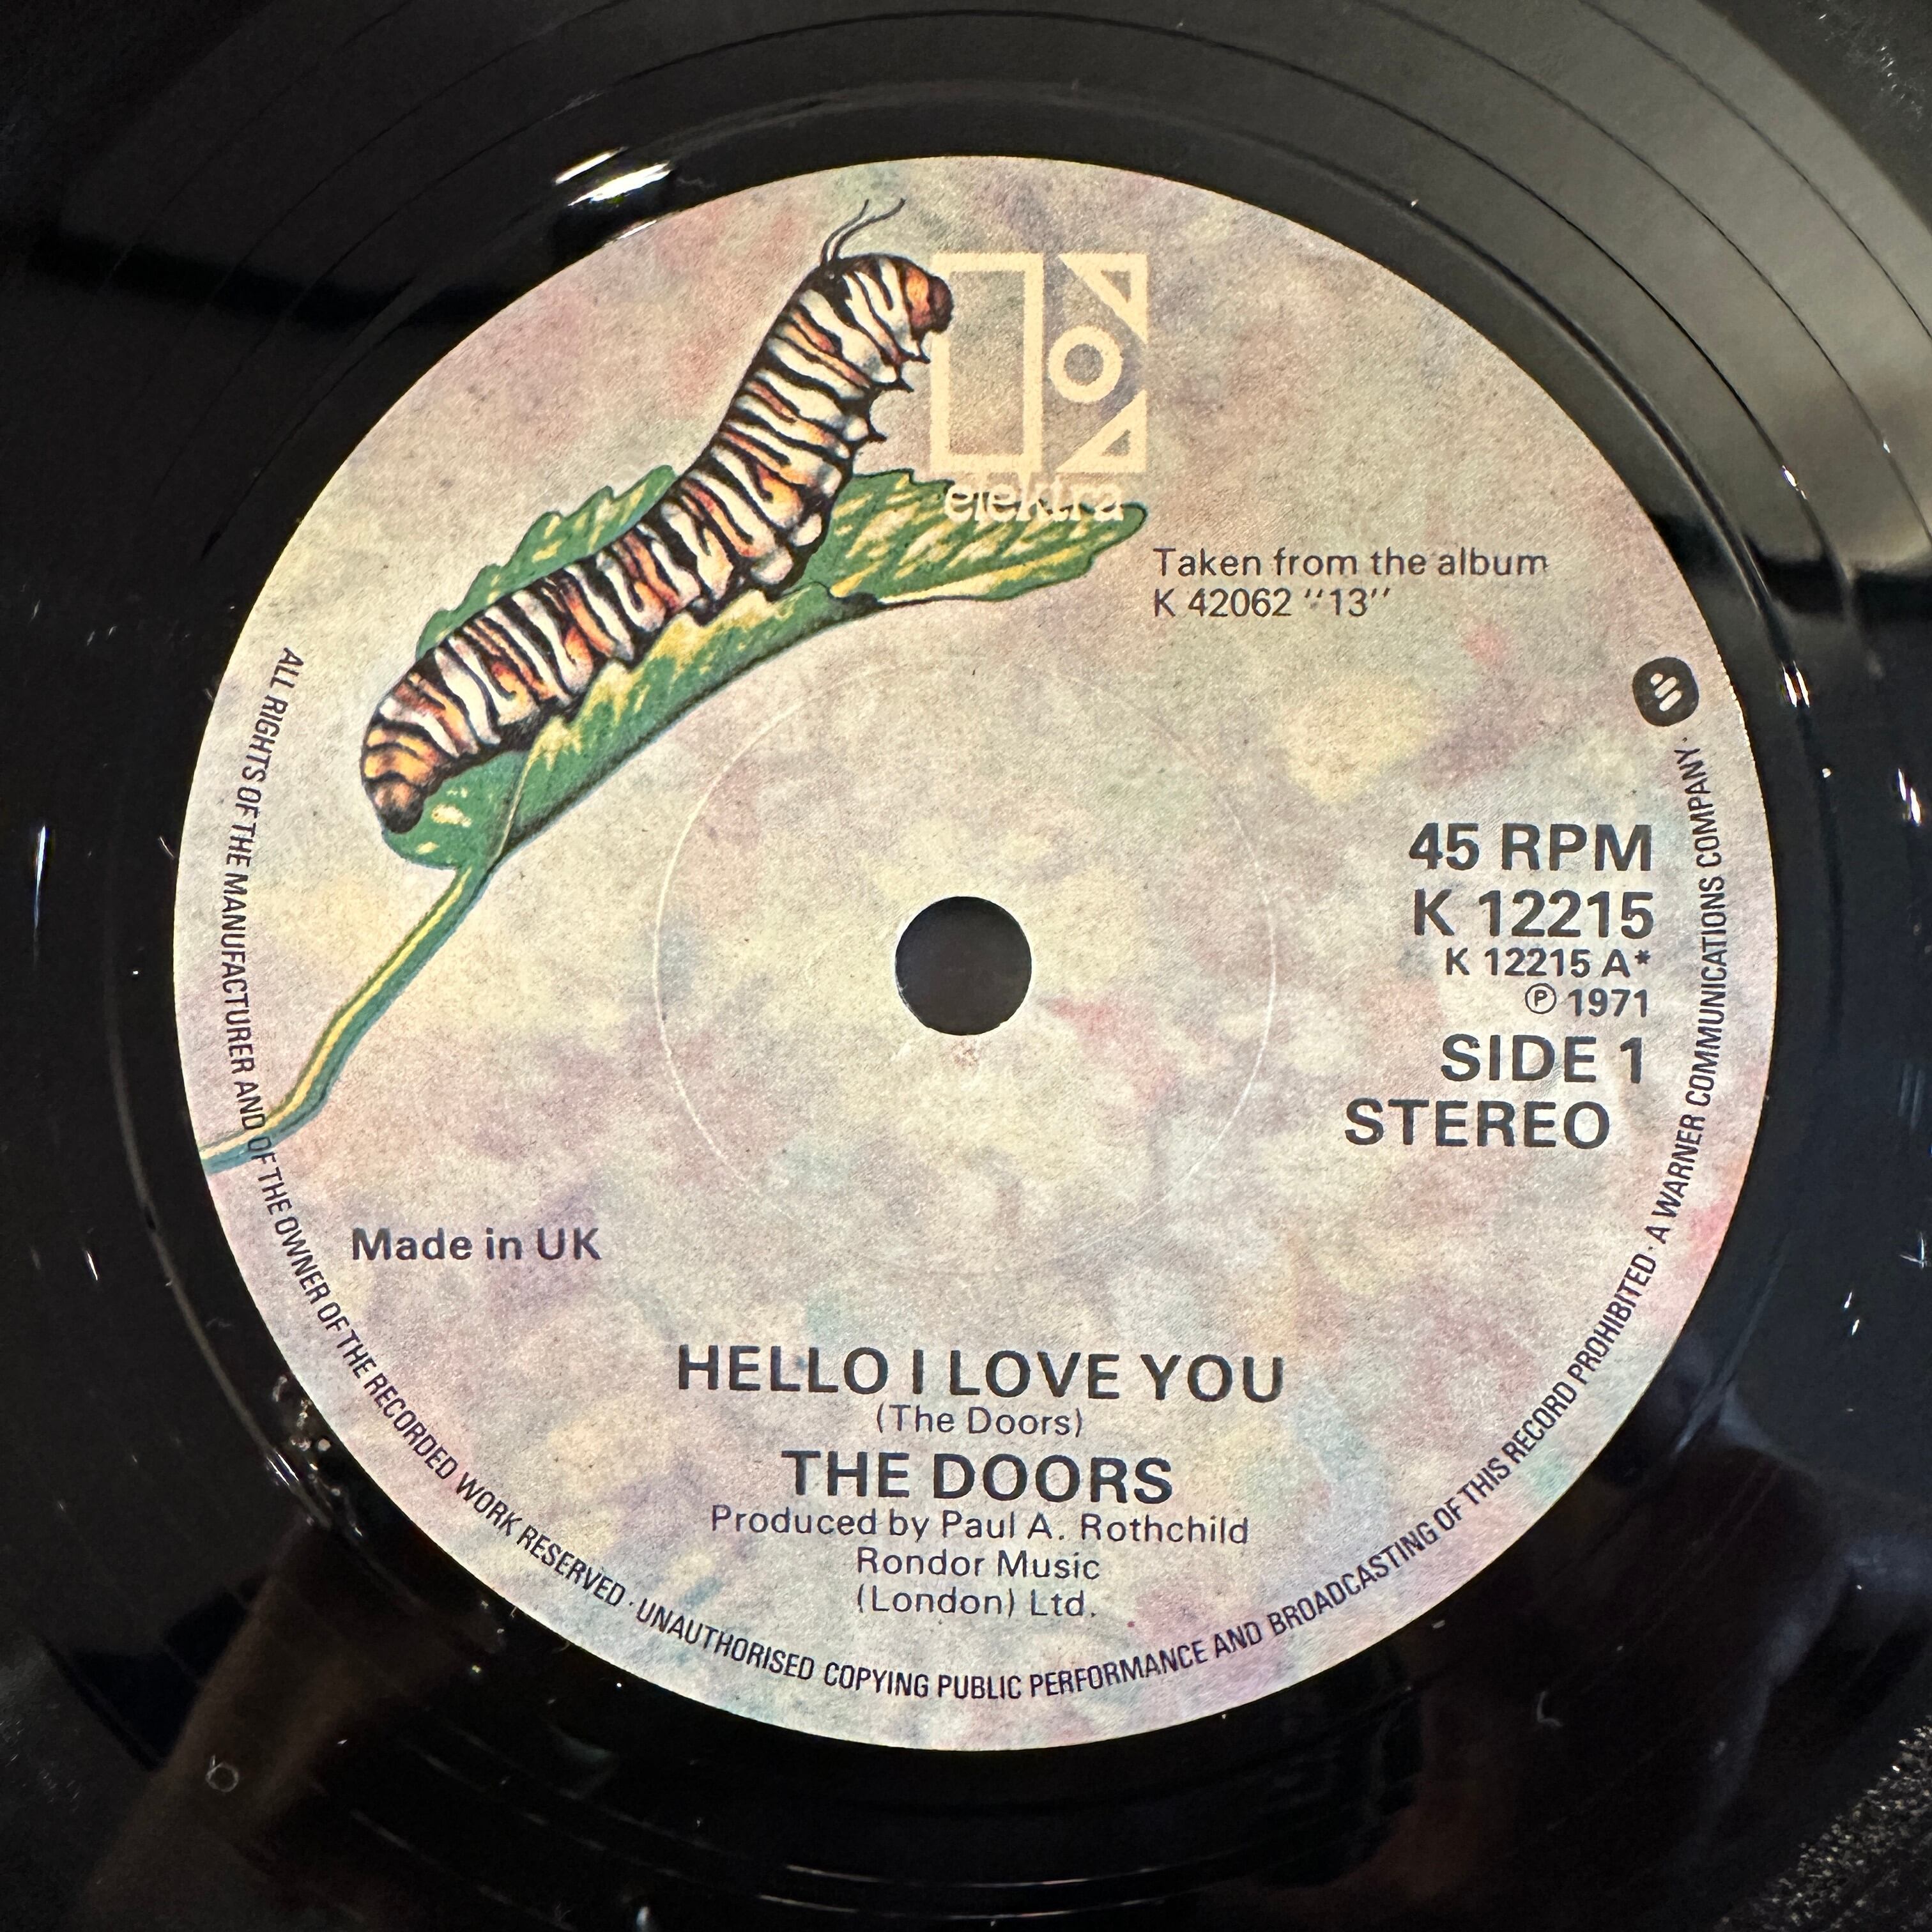 elektra
Taken from the album
K 42062 "13"
45 RPM
K 12215
K 12215 A*
Ⓟ 1971
SIDE 1
STEREO
Made in UK
HELLO I LOVE YOU
(The Doors)
THE DOORS
Produced by Paul A. Rothchild
Rondor Music
(London) Ltd.
ALL RIGHTS OF THE MANUFACTURER AND OF THE OWNER OF THE RECORDED WORK RESERVED · UNAUTHORISED COPYING PUBLIC PERFORMANCE AND BROADCASTING OF THIS RECORD PROHIBITED · A WARNER COMMUNICATIONS COMPANY ·